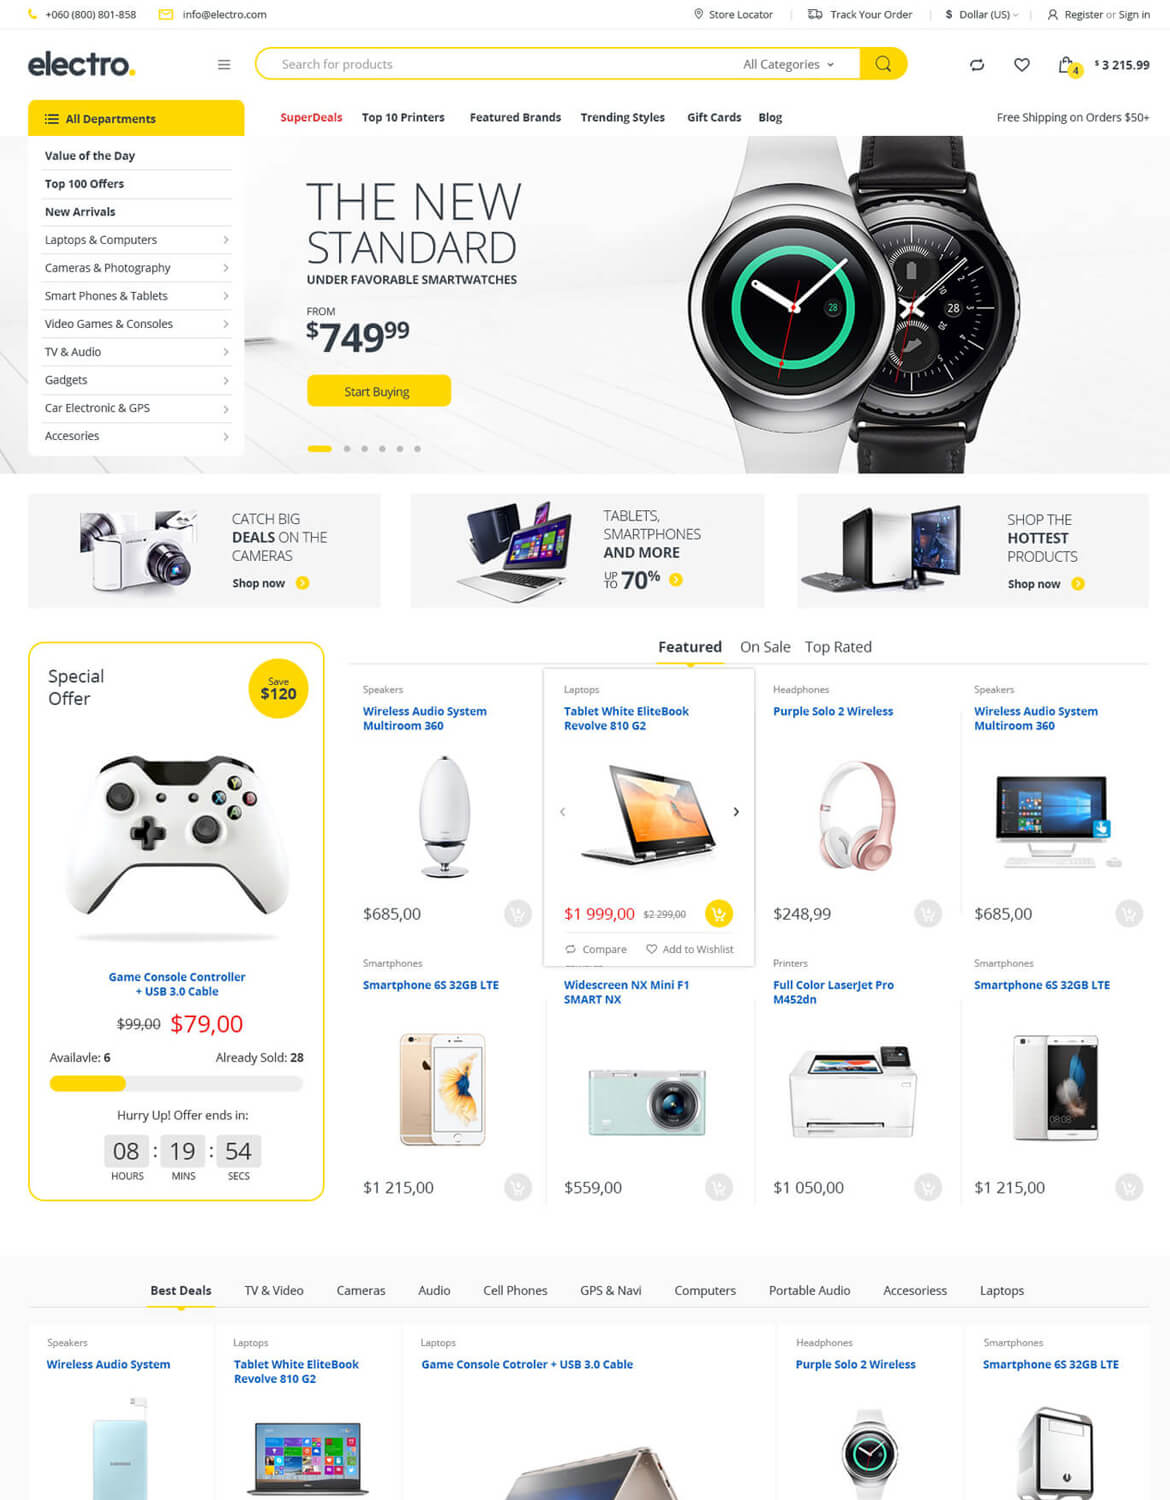 +060 (800) 801-858
info@electro.com
Store Locator
Track Your Order
$ Dollar (US)
Register or Sign in
electro.
Search for products
All Categories
4
$ 3 215.99
All Departments
SuperDeals
Top 10 Printers
Featured Brands
Trending Styles
Gift Cards
Blog
Free Shipping on Orders $50+
Value of the Day
Top 100 Offers
New Arrivals
Laptops & Computers
Cameras & Photography
Smart Phones & Tablets
Video Games & Consoles
TV & Audio
Gadgets
Car Electronic & GPS
Accesories
THE NEW
STANDARD
UNDER FAVORABLE SMARTWATCHES
FROM
$749 99
Start Buying
28
28
10
20
5
CATCH BIG
DEALS ON THE
CAMERAS
Shop now
TABLETS,
SMARTPHONES
AND MORE
UP TO 70%
SHOP THE
HOTTEST
PRODUCTS
Shop now
Special
Offer
Save
$120
Y
X
B
A
Game Console Controller
+ USB 3.0 Cable
$99,00 $79,00
Availavle: 6
Already Sold: 28
Hurry Up! Offer ends in:
08 : 19 : 54
HOURS MINS SECS
Featured
On Sale
Top Rated
Speakers
Wireless Audio System
Multiroom 360
$685,00
Laptops
Tablet White EliteBook
Revolve 810 G2
$1 999,00 $2 299,00
Compare
Add to Wishlist
Headphones
Purple Solo 2 Wireless
$248,99
Speakers
Wireless Audio System
Multiroom 360
$685,00
Smartphones
Smartphone 6S 32GB LTE
$1 215,00
Widescreen NX Mini F1
SMART NX
SAMSUNG
$559,00
Printers
Full Color LaserJet Pro
M452dn
$1 050,00
Smartphones
Smartphone 6S 32GB LTE
08:08
$1 215,00
Best Deals
TV & Video
Cameras
Audio
Cell Phones
GPS & Navi
Computers
Portable Audio
Accesoriess
Laptops
Speakers
Wireless Audio System
SAMSUNG
Laptops
Tablet White EliteBook
Revolve 810 G2
Laptops
Game Console Cotroler + USB 3.0 Cable
Headphones
Purple Solo 2 Wireless
Smartphones
Smartphone 6S 32GB LTE